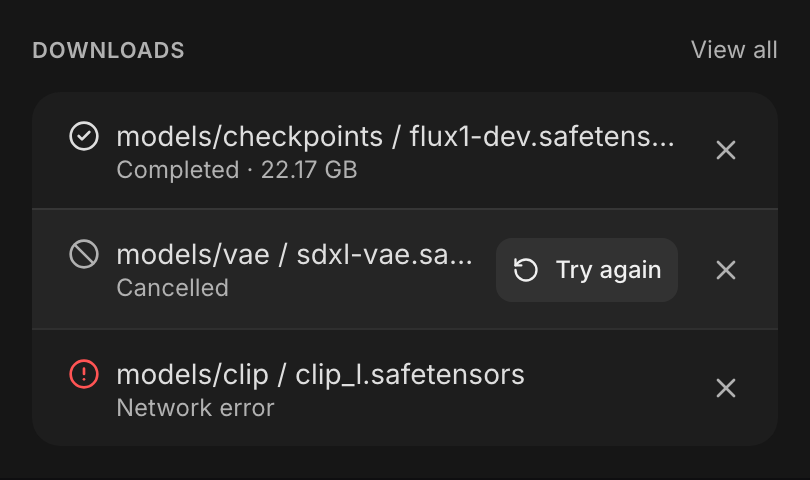 DOWNLOADS
View all
models/checkpoints / flux1-dev.safetens...
Completed · 22.17 GB
models/vae / sdxl-vae.sa...
Cancelled
Try again
models/clip / clip_l.safetensors
Network error